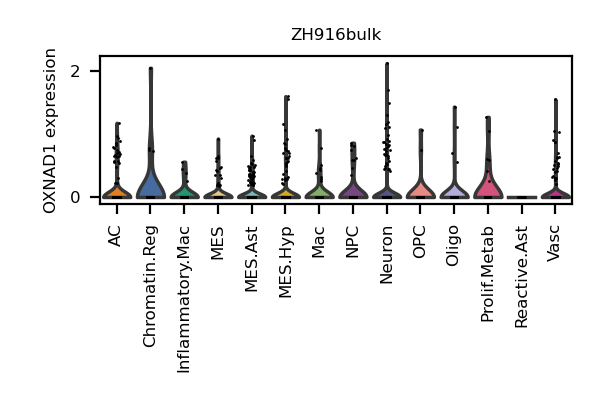 ZH916bulk
OXNAD1 expression
2
0
AC
Chromatin.Reg
Inflammatory.Mac
MES
MES.Ast
MES.Hyp
Mac
NPC
Neuron
OPC
Oligo
Prolif.Metab
Reactive.Ast
Vasc